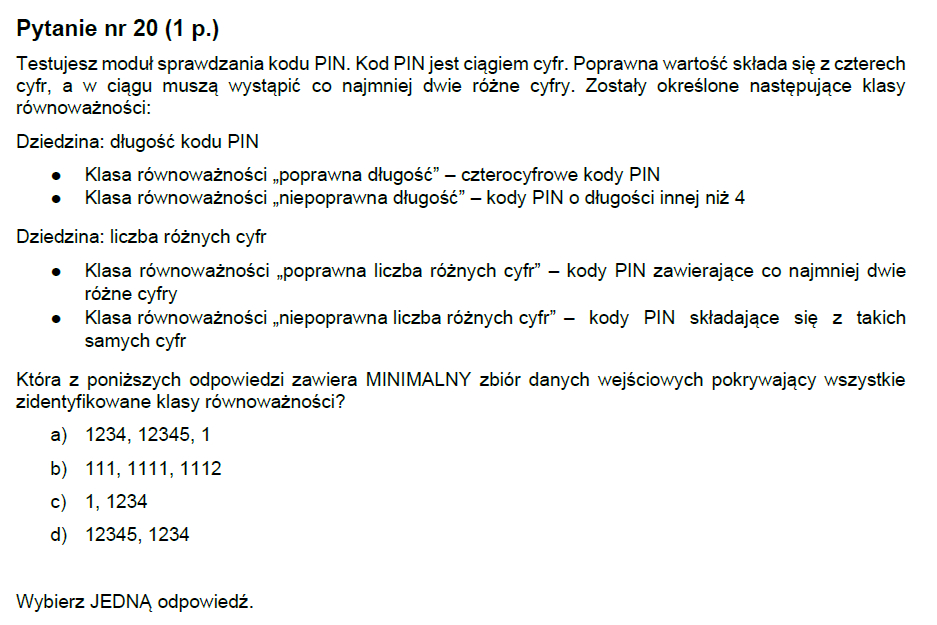 Pytanie nr 20 (1 p.)
Testujesz moduł sprawdzania kodu PIN. Kod PIN jest ciągiem cyfr. Poprawna wartość składa się z czterech
cyfr, a w ciągu muszą wystąpić co najmniej dwie różne cyfry. Zostały określone następujące klasy
równoważności:
Dziedzina: długość kodu PIN
● Klasa równoważności „poprawna długość” – czterocyfrowe kody PIN
● Klasa równoważności „niepoprawna długość” – kody PIN o długości innej niż 4
Dziedzina: liczba różnych cyfr
● Klasa równoważności „poprawna liczba różnych cyfr” – kody PIN zawierające co najmniej dwie
różne cyfry
● Klasa równoważności „niepoprawna liczba różnych cyfr” – kody PIN składające się z takich
samych cyfr
Która z poniższych odpowiedzi zawiera MINIMALNY zbiór danych wejściowych pokrywający wszystkie
zidentyfikowane klasy równoważności?
a) 1234, 12345, 1
b) 111, 1111, 1112
c) 1, 1234
d) 12345, 1234
Wybierz JEDNĄ odpowiedź.